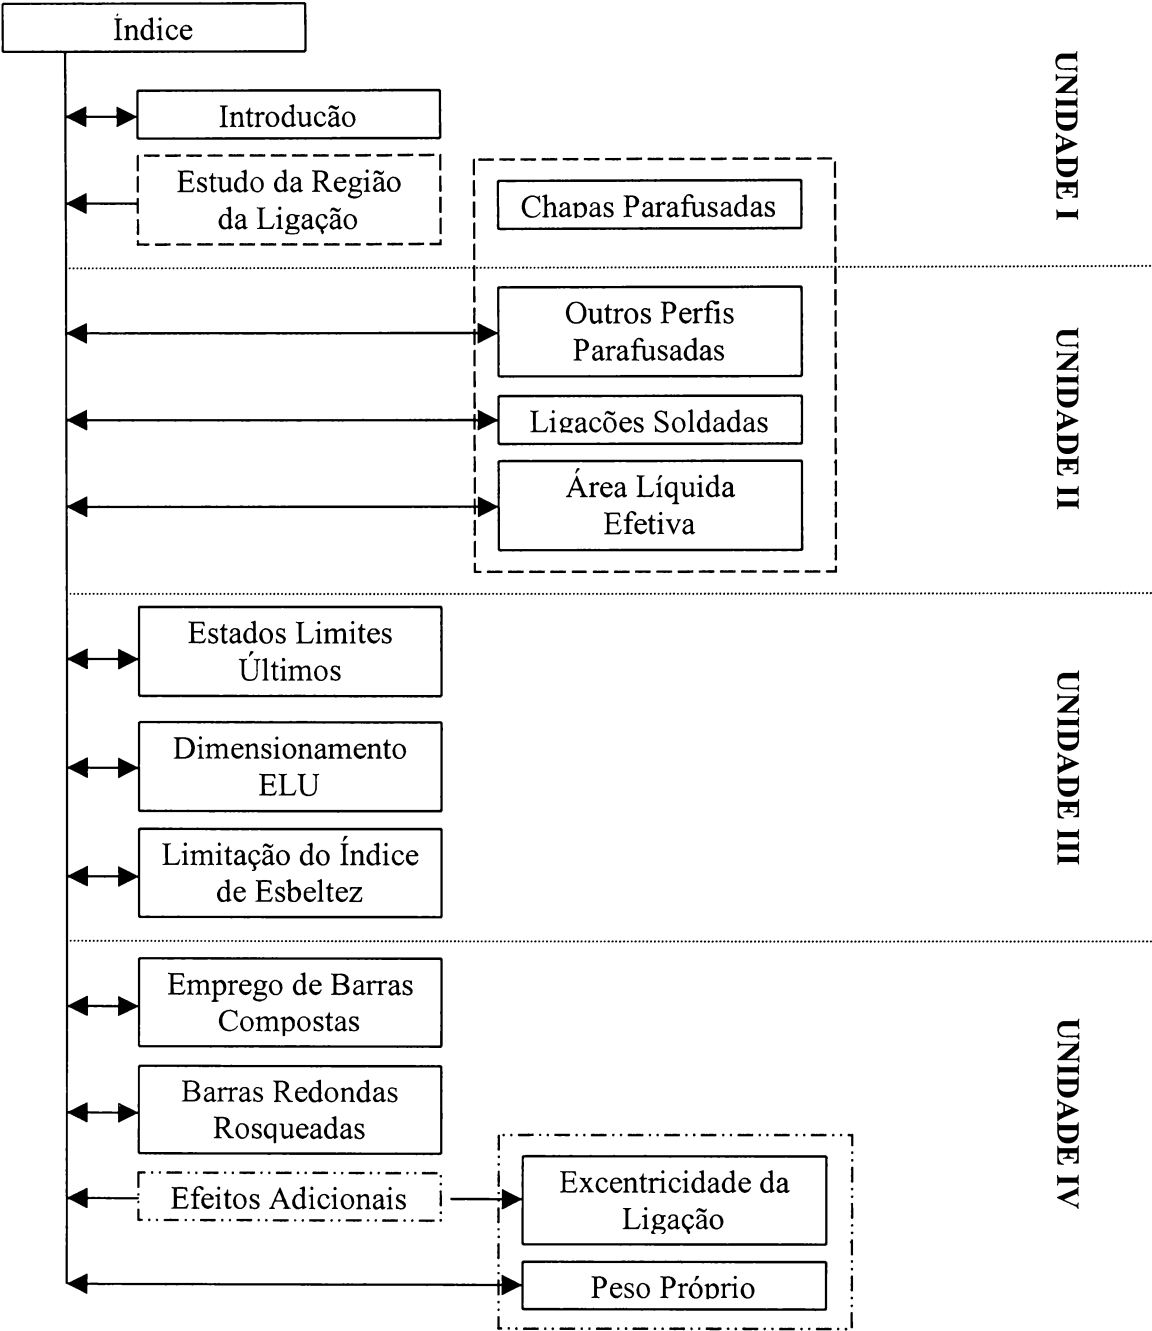 Índice
Introdução
Estudo da Região
da Ligação
Chapas Parafusadas
UNIDADE I
Outros Perfis
Parafusadas
Ligações Soldadas
Área Líquida
Efetiva
UNIDADE II
Estados Limites
Últimos
Dimensionamento
ELU
Limitação do Índice
de Esbeltez
UNIDADE III
Emprego de Barras
Compostas
Barras Redondas
Rosqueadas
Efeitos Adicionais
Excentricidade da
Ligação
Peso Próprio
UNIDADE IV